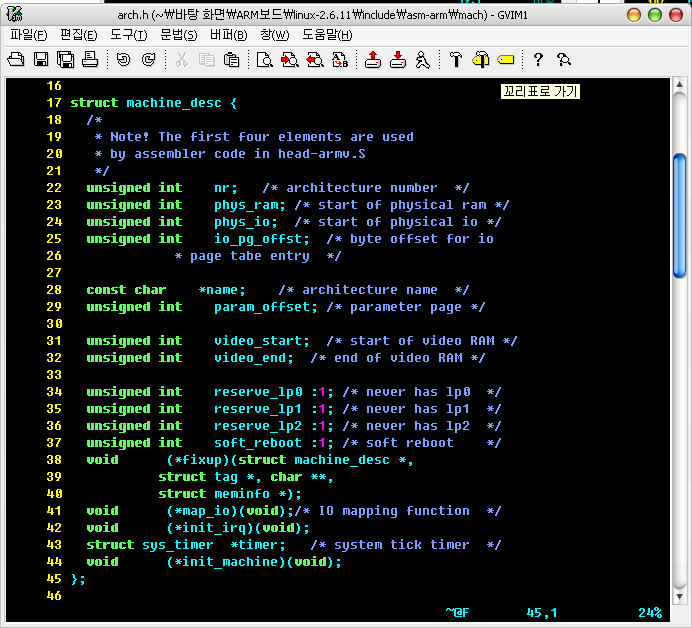 arch.h (~₩바탕 화면₩ARM보드₩linux-2.6.11₩include₩asm-arm₩mach) - GVIM1
파일(F) 편집(E) 도구(T) 문법(S) 버퍼(B) 창(W) 도움말(H)
꼬리표로 가기
16
17 struct machine_desc {
18   /*
19    * Note! The first four elements are used
20    * by assembler code in head-armv.S
21    */
22   unsigned int    nr;   /* architecture number  */
23   unsigned int    phys_ram; /* start of physical ram */
24   unsigned int    phys_io;  /* start of physical io */
25   unsigned int    io_pg_offst;  /* byte offset for io
26              * page tabe entry  */
27
28   const char    *name;    /* architecture name  */
29   unsigned int    param_offset; /* parameter page */
30
31   unsigned int    video_start;  /* start of video RAM */
32   unsigned int    video_end;  /* end of video RAM */
33
34   unsigned int    reserve_lp0 :1; /* never has lp0  */
35   unsigned int    reserve_lp1 :1; /* never has lp1  */
36   unsigned int    reserve_lp2 :1; /* never has lp2  */
37   unsigned int    soft_reboot :1; /* soft reboot    */
38   void      (*fixup)(struct machine_desc *,
39            struct tag *, char **,
40            struct meminfo *);
41   void      (*map_io)(void);/* IO mapping function  */
42   void      (*init_irq)(void);
43   struct sys_timer  *timer;   /* system tick timer  */
44   void      (*init_machine)(void);
45 };
46
~@F 45,1 24%